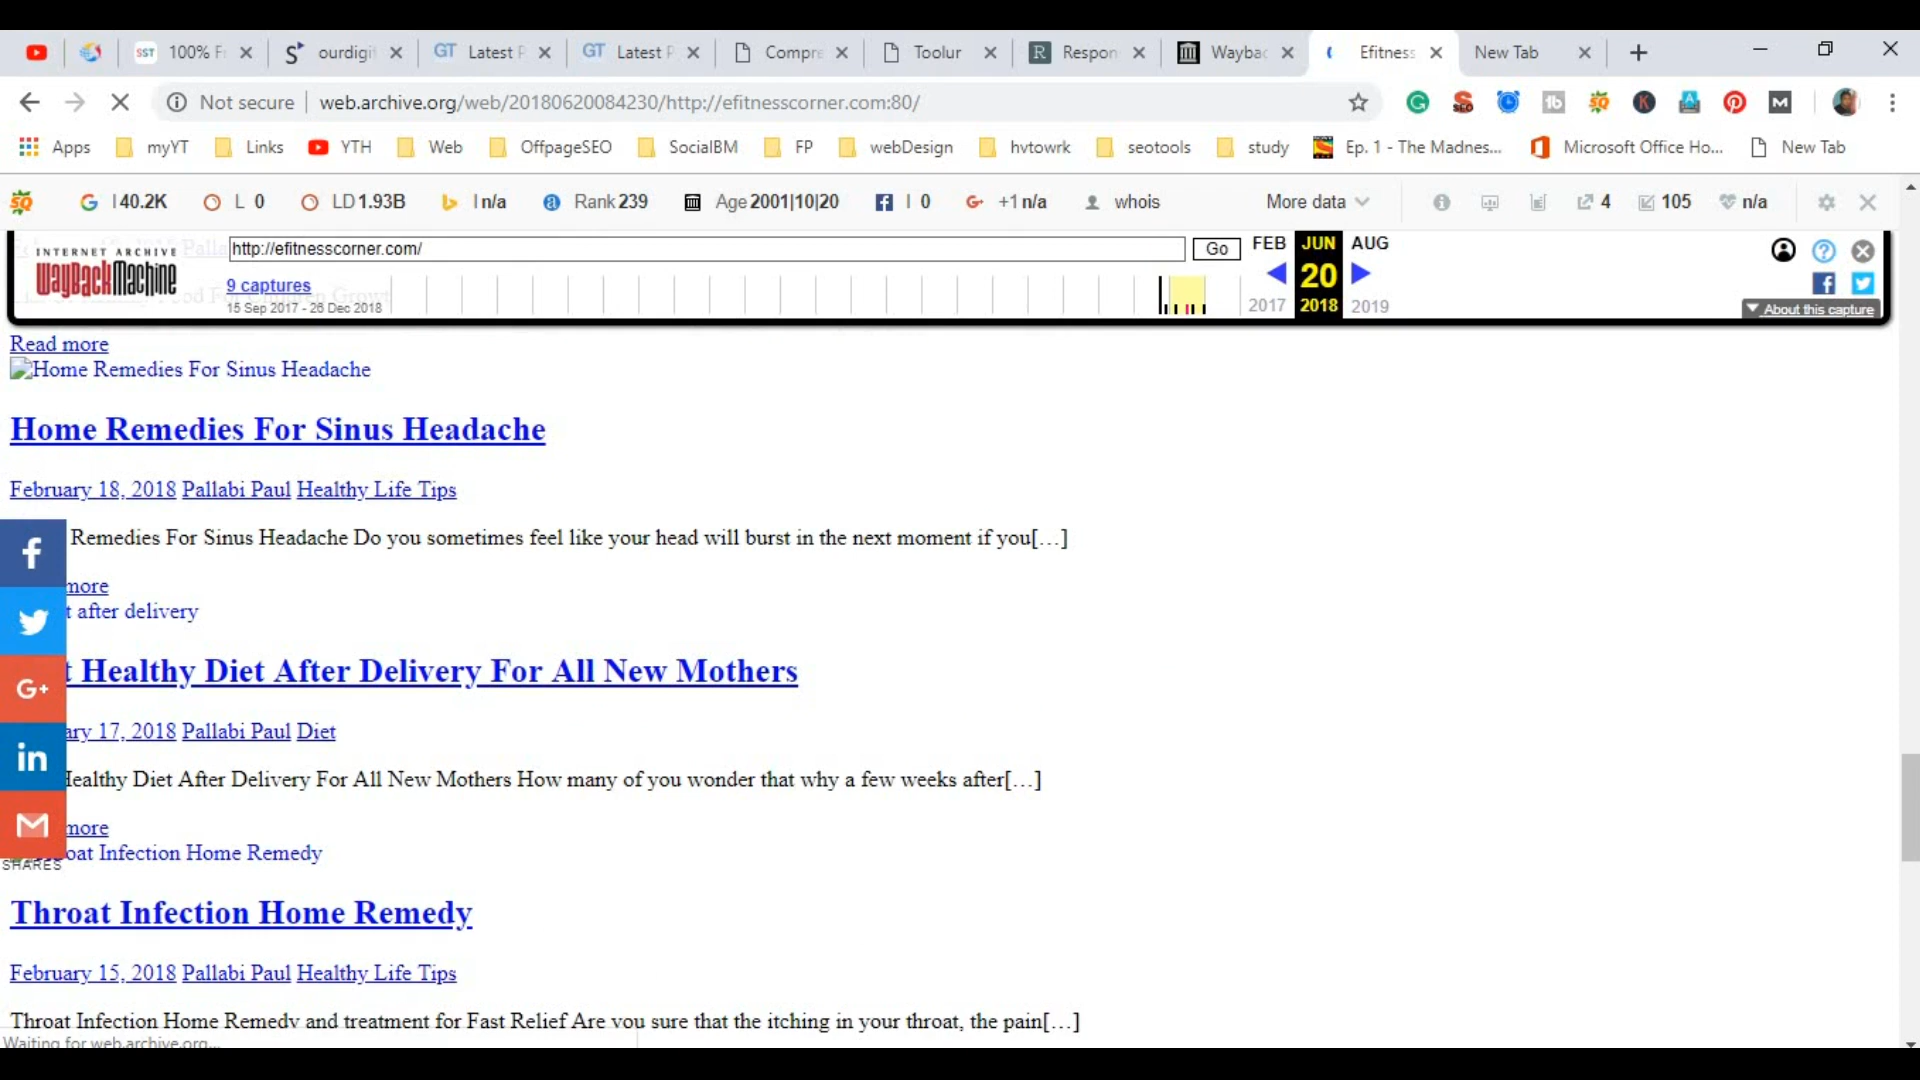 SST 100% Fr ourdigi GT Latest P GT Latest P Compre Toolur R Respon Waybac Efitness New Tab
Not secure web.archive.org/web/20180620084230/http://efitnesscorner.com:80/
Apps myYT Links YTH Web OffpageSEO SocialBM FP webDesign hvtowrk seotools study Ep. 1 - The Madnes... Microsoft Office Ho... New Tab
SQ I 40.2K L 0 LD 1.93B I n/a Rank 239 Age 2001|10|20 I 0 +1 n/a whois More data 4 105 n/a
INTERNET ARCHIVE
WayBackMachine
http://efitnesscorner.com/ Go FEB JUN AUG
9 captures 20
15 Sep 2017 - 26 Dec 2018 2017 2018 2019 About this capture
Read more
Home Remedies For Sinus Headache
Home Remedies For Sinus Headache
February 18, 2018 Pallabi Paul Healthy Life Tips
Remedies For Sinus Headache Do you sometimes feel like your head will burst in the next moment if you[…]
more
t after delivery
t Healthy Diet After Delivery For All New Mothers
ary 17, 2018 Pallabi Paul Diet
Healthy Diet After Delivery For All New Mothers How many of you wonder that why a few weeks after[…]
more
oat Infection Home Remedy
SHARES
Throat Infection Home Remedy
February 15, 2018 Pallabi Paul Healthy Life Tips
Throat Infection Home Remedy and treatment for Fast Relief Are you sure that the itching in your throat, the pain[…]
Waiting for web.archive.org...